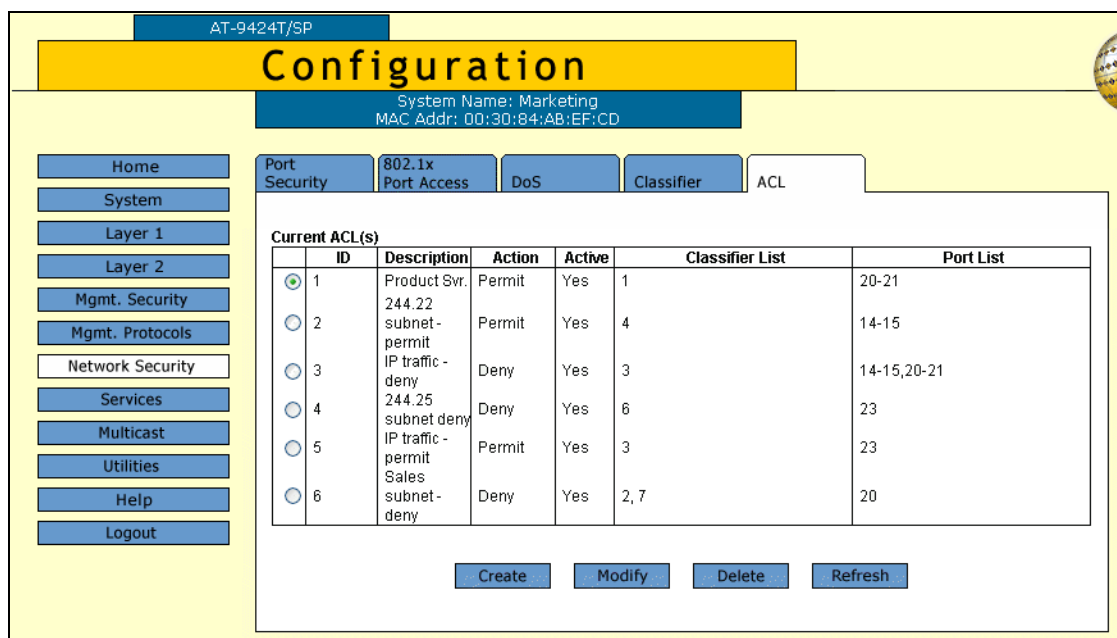 AT-9424T/SP
Configuration
System Name: Marketing
MAC Addr: 00:30:84:AB:EF:CD
Home
System
Layer 1
Layer 2
Mgmt. Security
Mgmt. Protocols
Network Security
Services
Multicast
Utilities
Help
Logout
Port Security
802.1x Port Access
DoS
Classifier
ACL
Current ACL(s)
ID Description Action Active Classifier List Port List
1 Product Svr. Permit Yes 1 20-21
2 244.22 subnet - permit Permit Yes 4 14-15
3 IP traffic - deny Deny Yes 3 14-15,20-21
4 244.25 subnet deny Deny Yes 6 23
5 IP traffic - permit Permit Yes 3 23
6 Sales subnet - deny Deny Yes 2, 7 20
Create Modify Delete Refresh